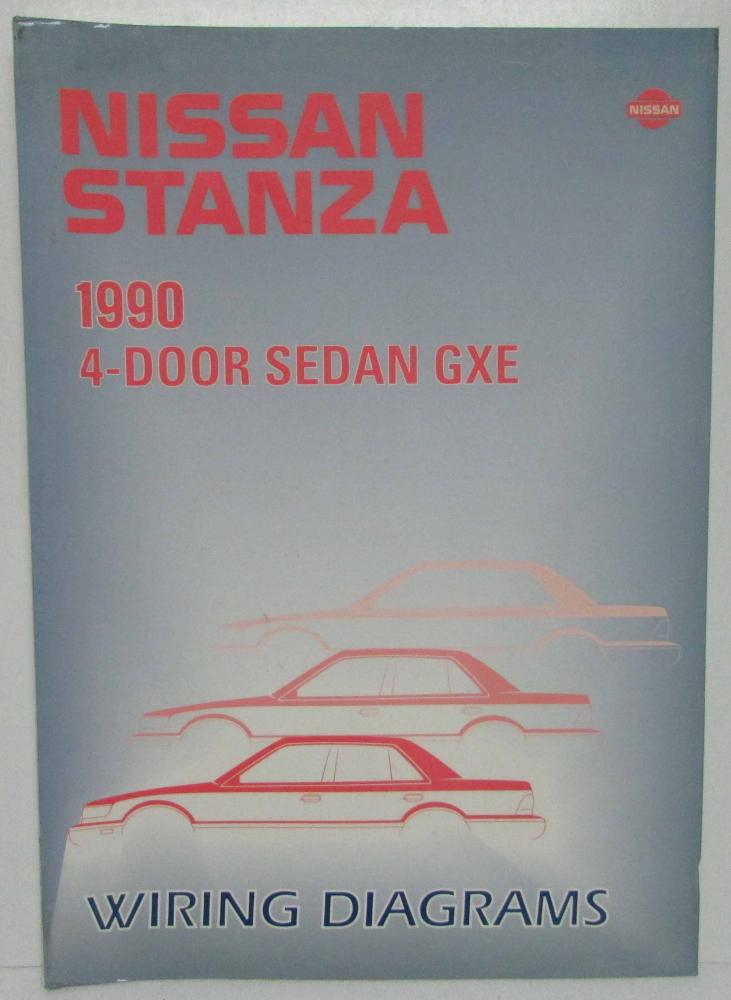 NISSAN
STANZA
NISSAN
1990
4-DOOR SEDAN GXE
WIRING DIAGRAMS